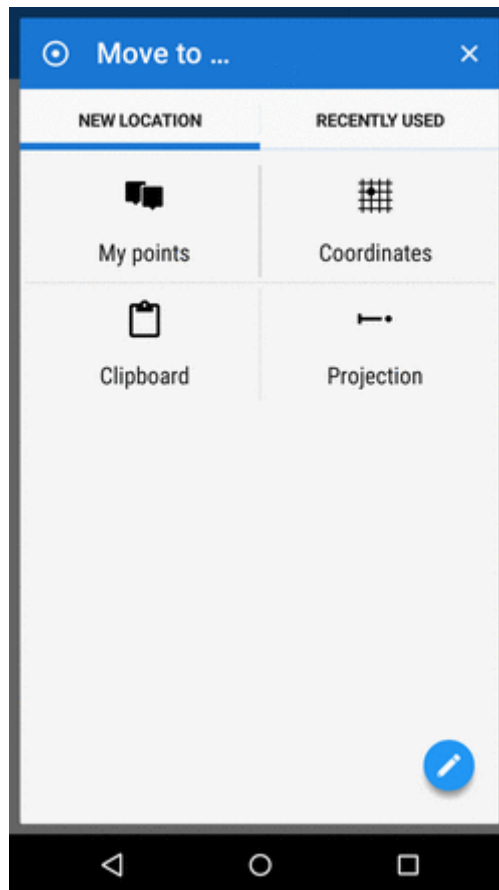 Move to ...
NEW LOCATION
RECENTLY USED
My points
Coordinates
Clipboard
Projection